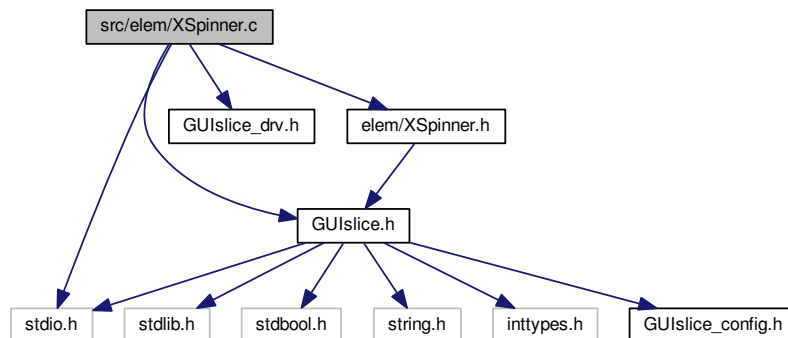 src/elem/XSpinner.c
GUIslice_drv.h
elem/XSpinner.h
GUIslice.h
stdio.h
stdlib.h
stdbool.h
string.h
inttypes.h
GUIslice_config.h